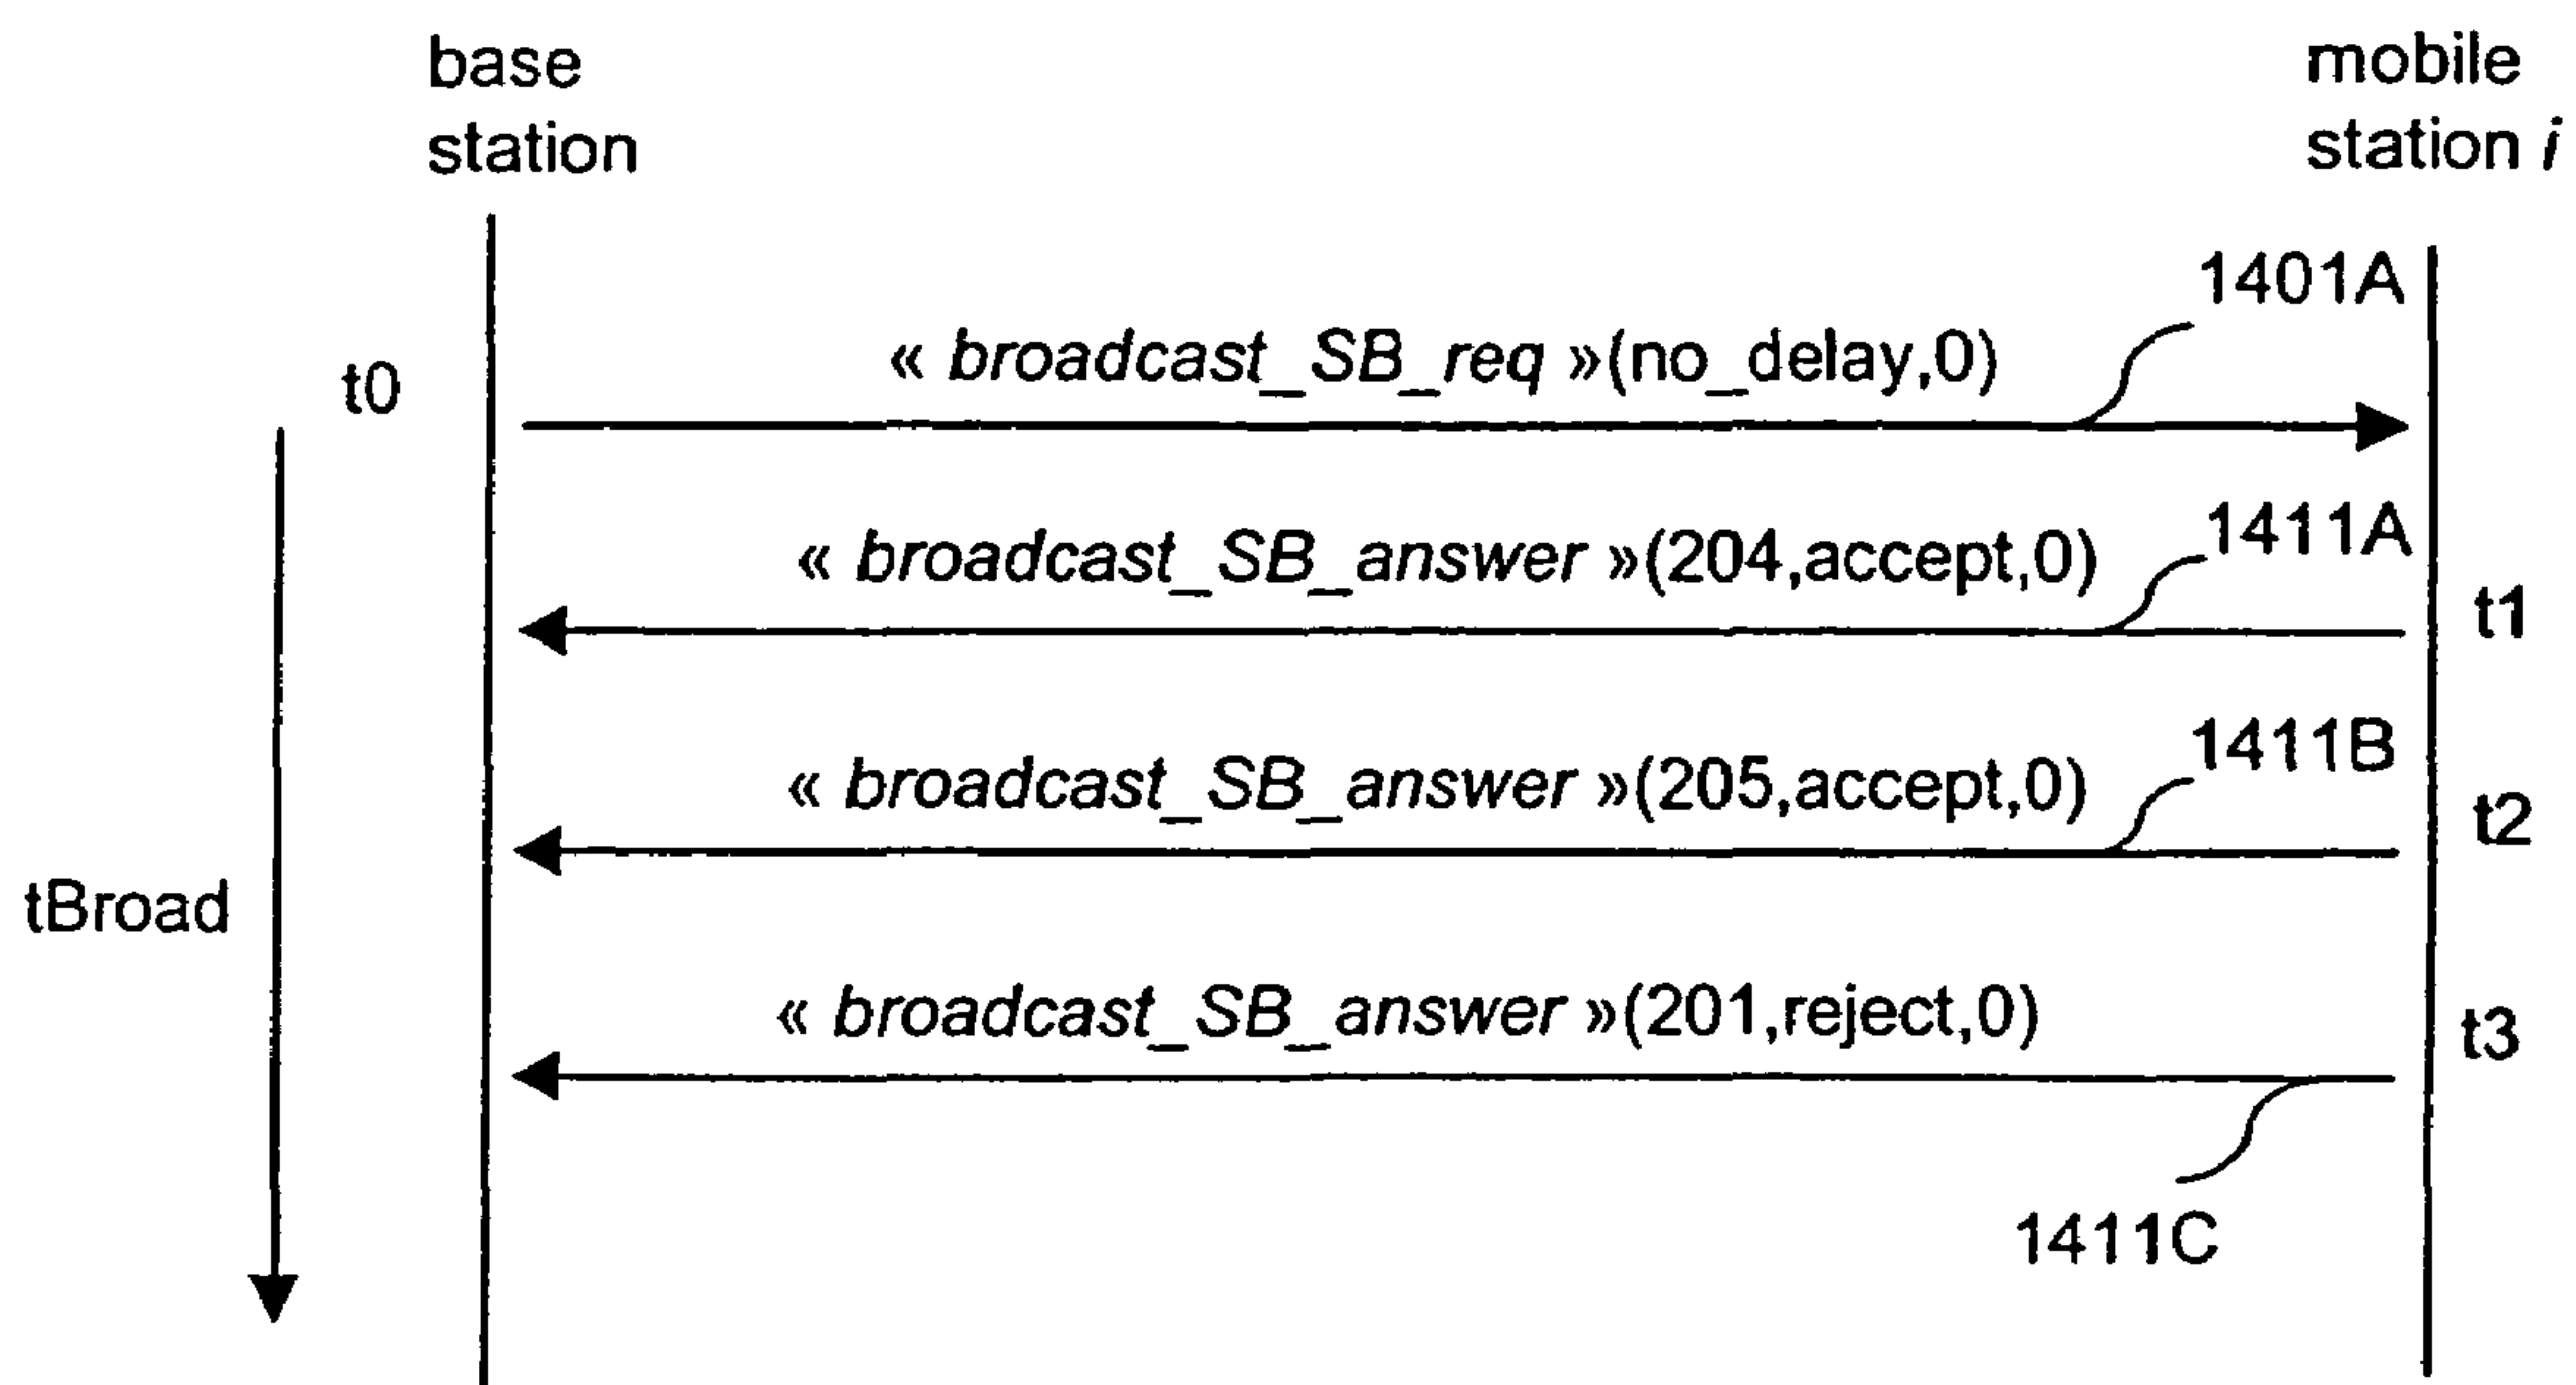 base
station
mobile
station i
1401A
« broadcast_SB_req »(no_delay,0)
t0
1411A
« broadcast_SB_answer »(204,accept,0)
t1
1411B
« broadcast_SB_answer »(205,accept,0)
t2
tBroad
« broadcast_SB_answer »(201,reject,0)
t3
1411C